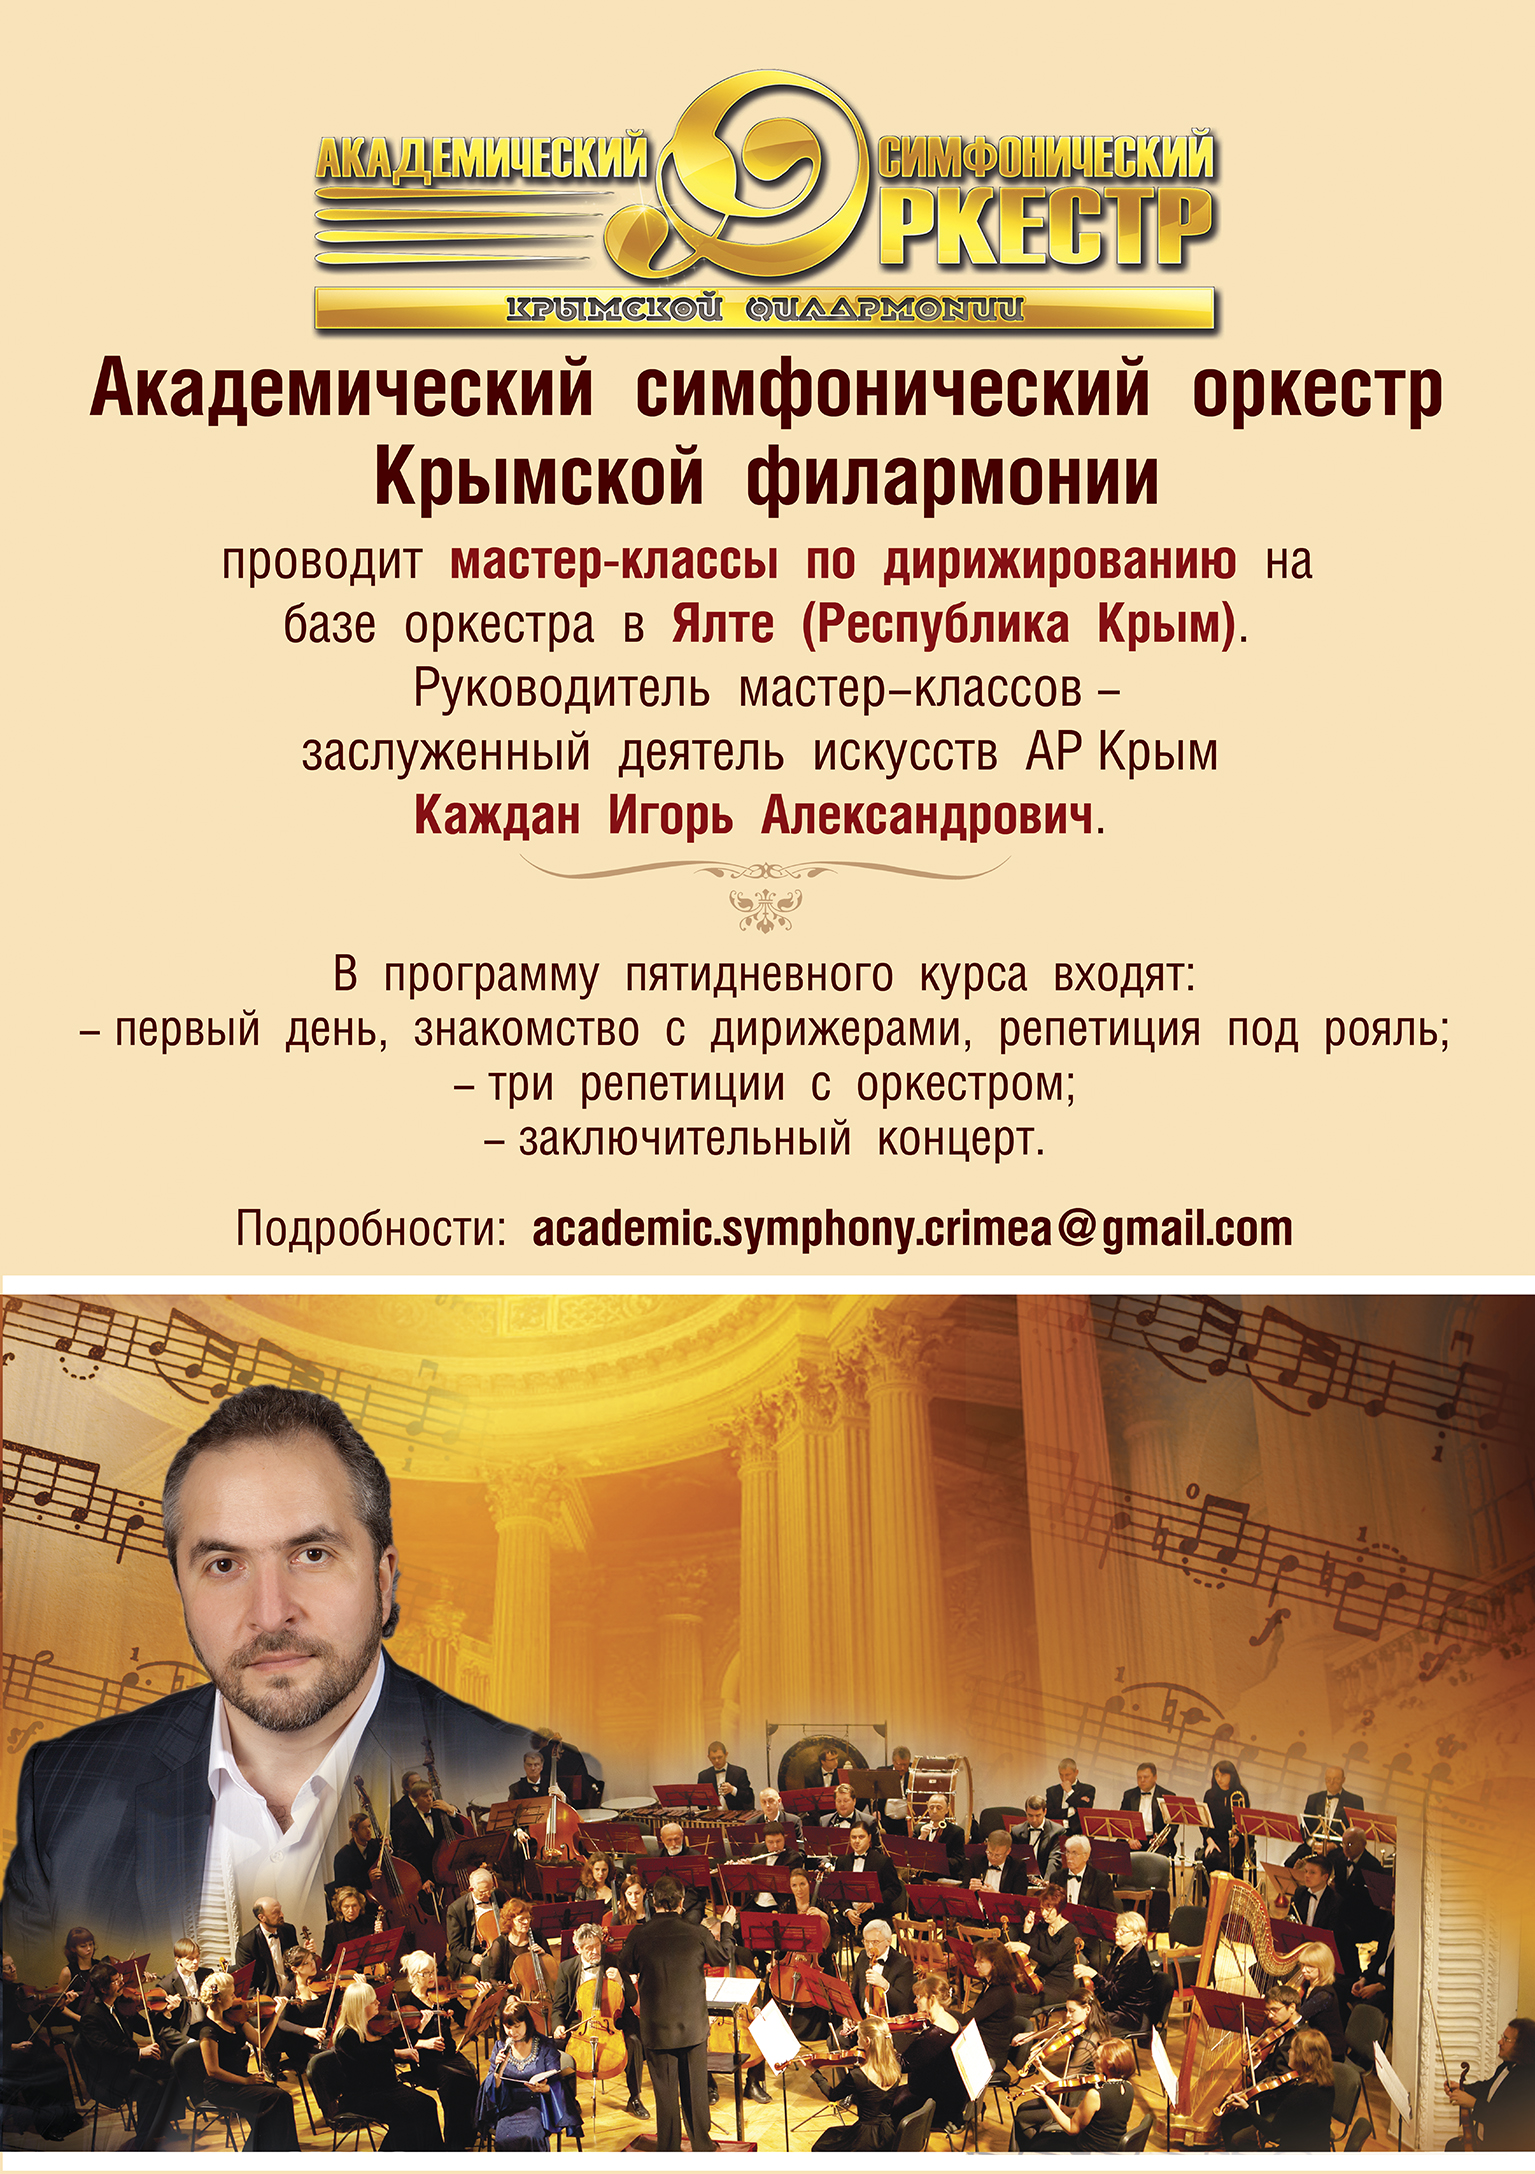 АКАДЕМИЧЕСКИЙ СИМФОНИЧЕСКИЙ
ОРКЕСТР
КРЫМСКОЙ ФИЛАРМОНИИ
Академический симфонический оркестр
Крымской филармонии
проводит мастер-классы по дирижированию на
базе оркестра в Ялте (Республика Крым).
Руководитель мастер–классов –
заслуженный деятель искусств АР Крым
Каждан Игорь Александрович.
В программу пятидневного курса входят:
– первый день, знакомство с дирижерами, репетиция под рояль;
– три репетиции с оркестром;
– заключительный концерт.
Подробности: academic.symphony.crimea@gmail.com